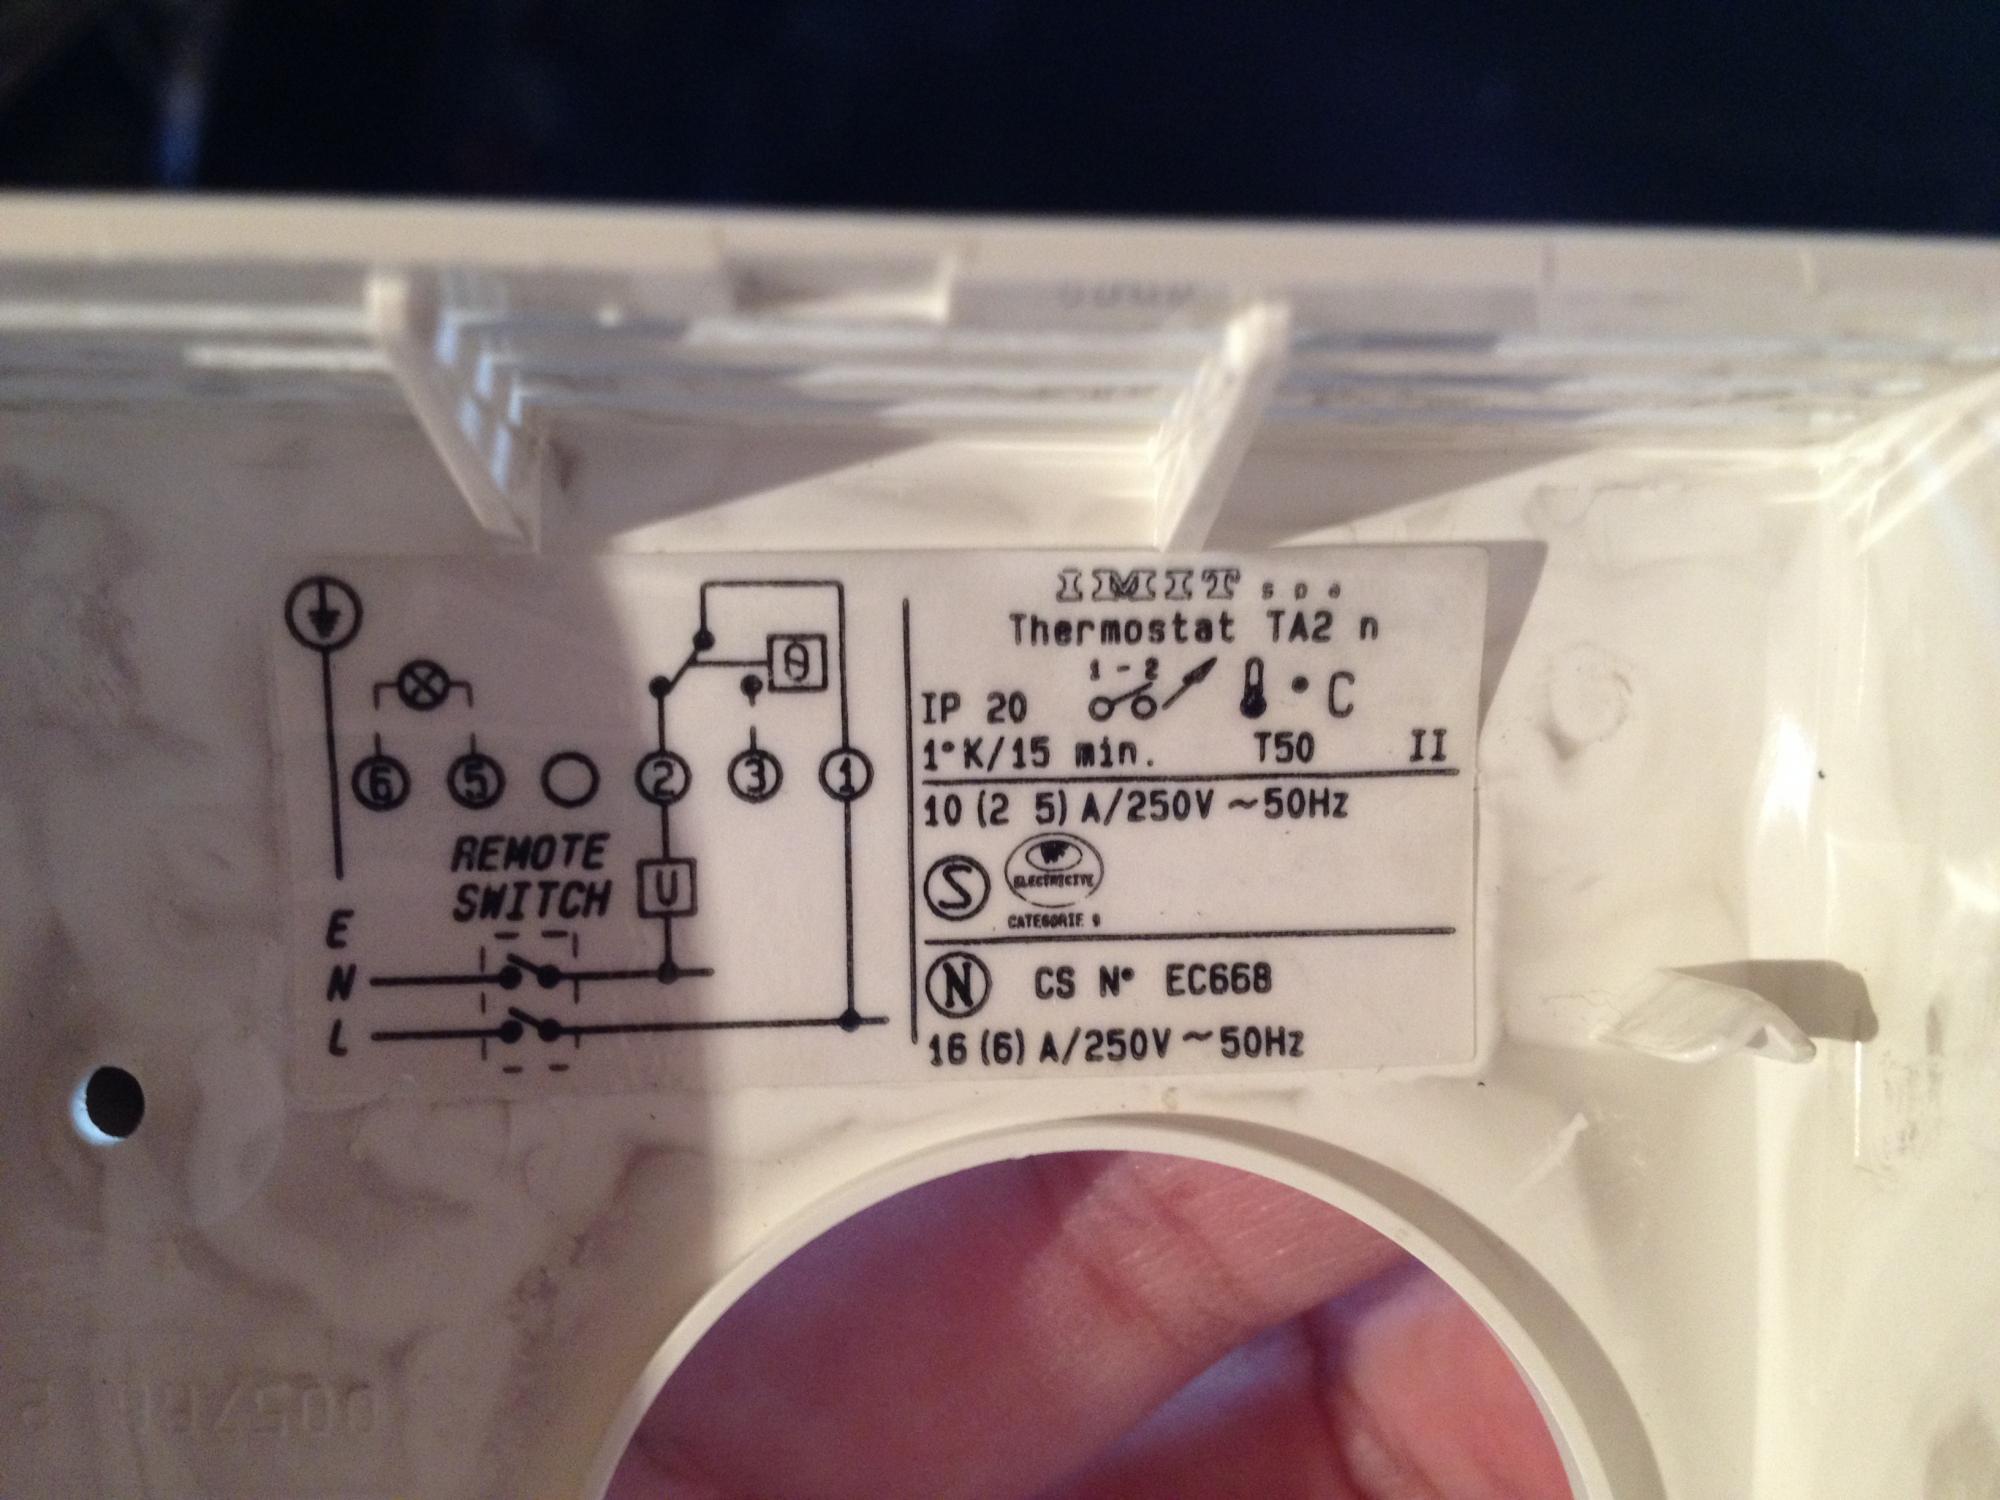 IMIT spa
Thermostat TA2 n
1 - 2
IP 20 °C
1°K/15 min. T50 II
10 (2 5) A/250V ~50Hz
S
ELECTRICITE
CATEGORIE 9
N CS N° EC668
16 (6) A/250V ~50Hz
θ
6 5 2 3 1
REMOTE
SWITCH
U
E
N
L